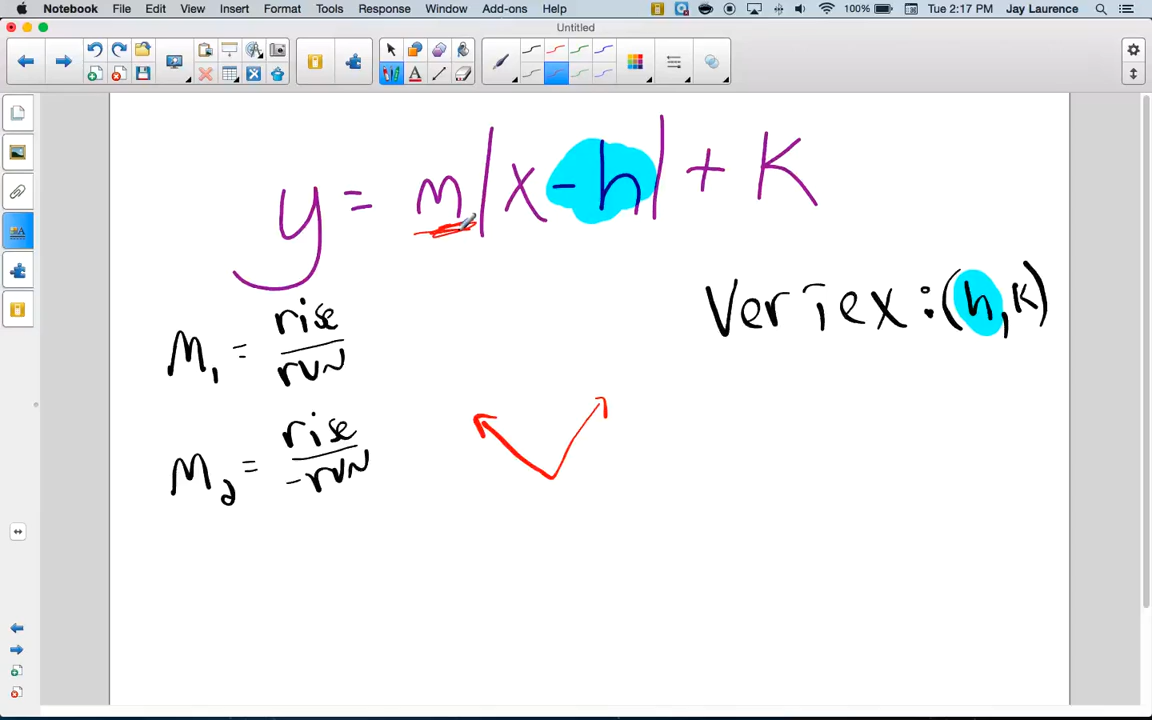 Notebook File Edit View Insert Format Tools Response Window Add-ons Help 100% Tue 2:17 PM Jay Laurence
Untitled
y = m|x - h| + K
Vertex: (h, K)
M₁ = rise
run
M₂ = rise
-run